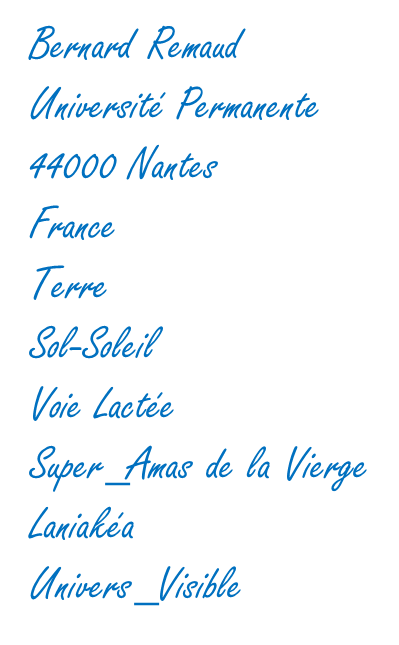 Bernard Remaud
Université Permanente
44000 Nantes
France
Terre
Sol-Soleil
Voie Lactée
Super_Amas de la Vierge
Laniakéa
Univers_Visible